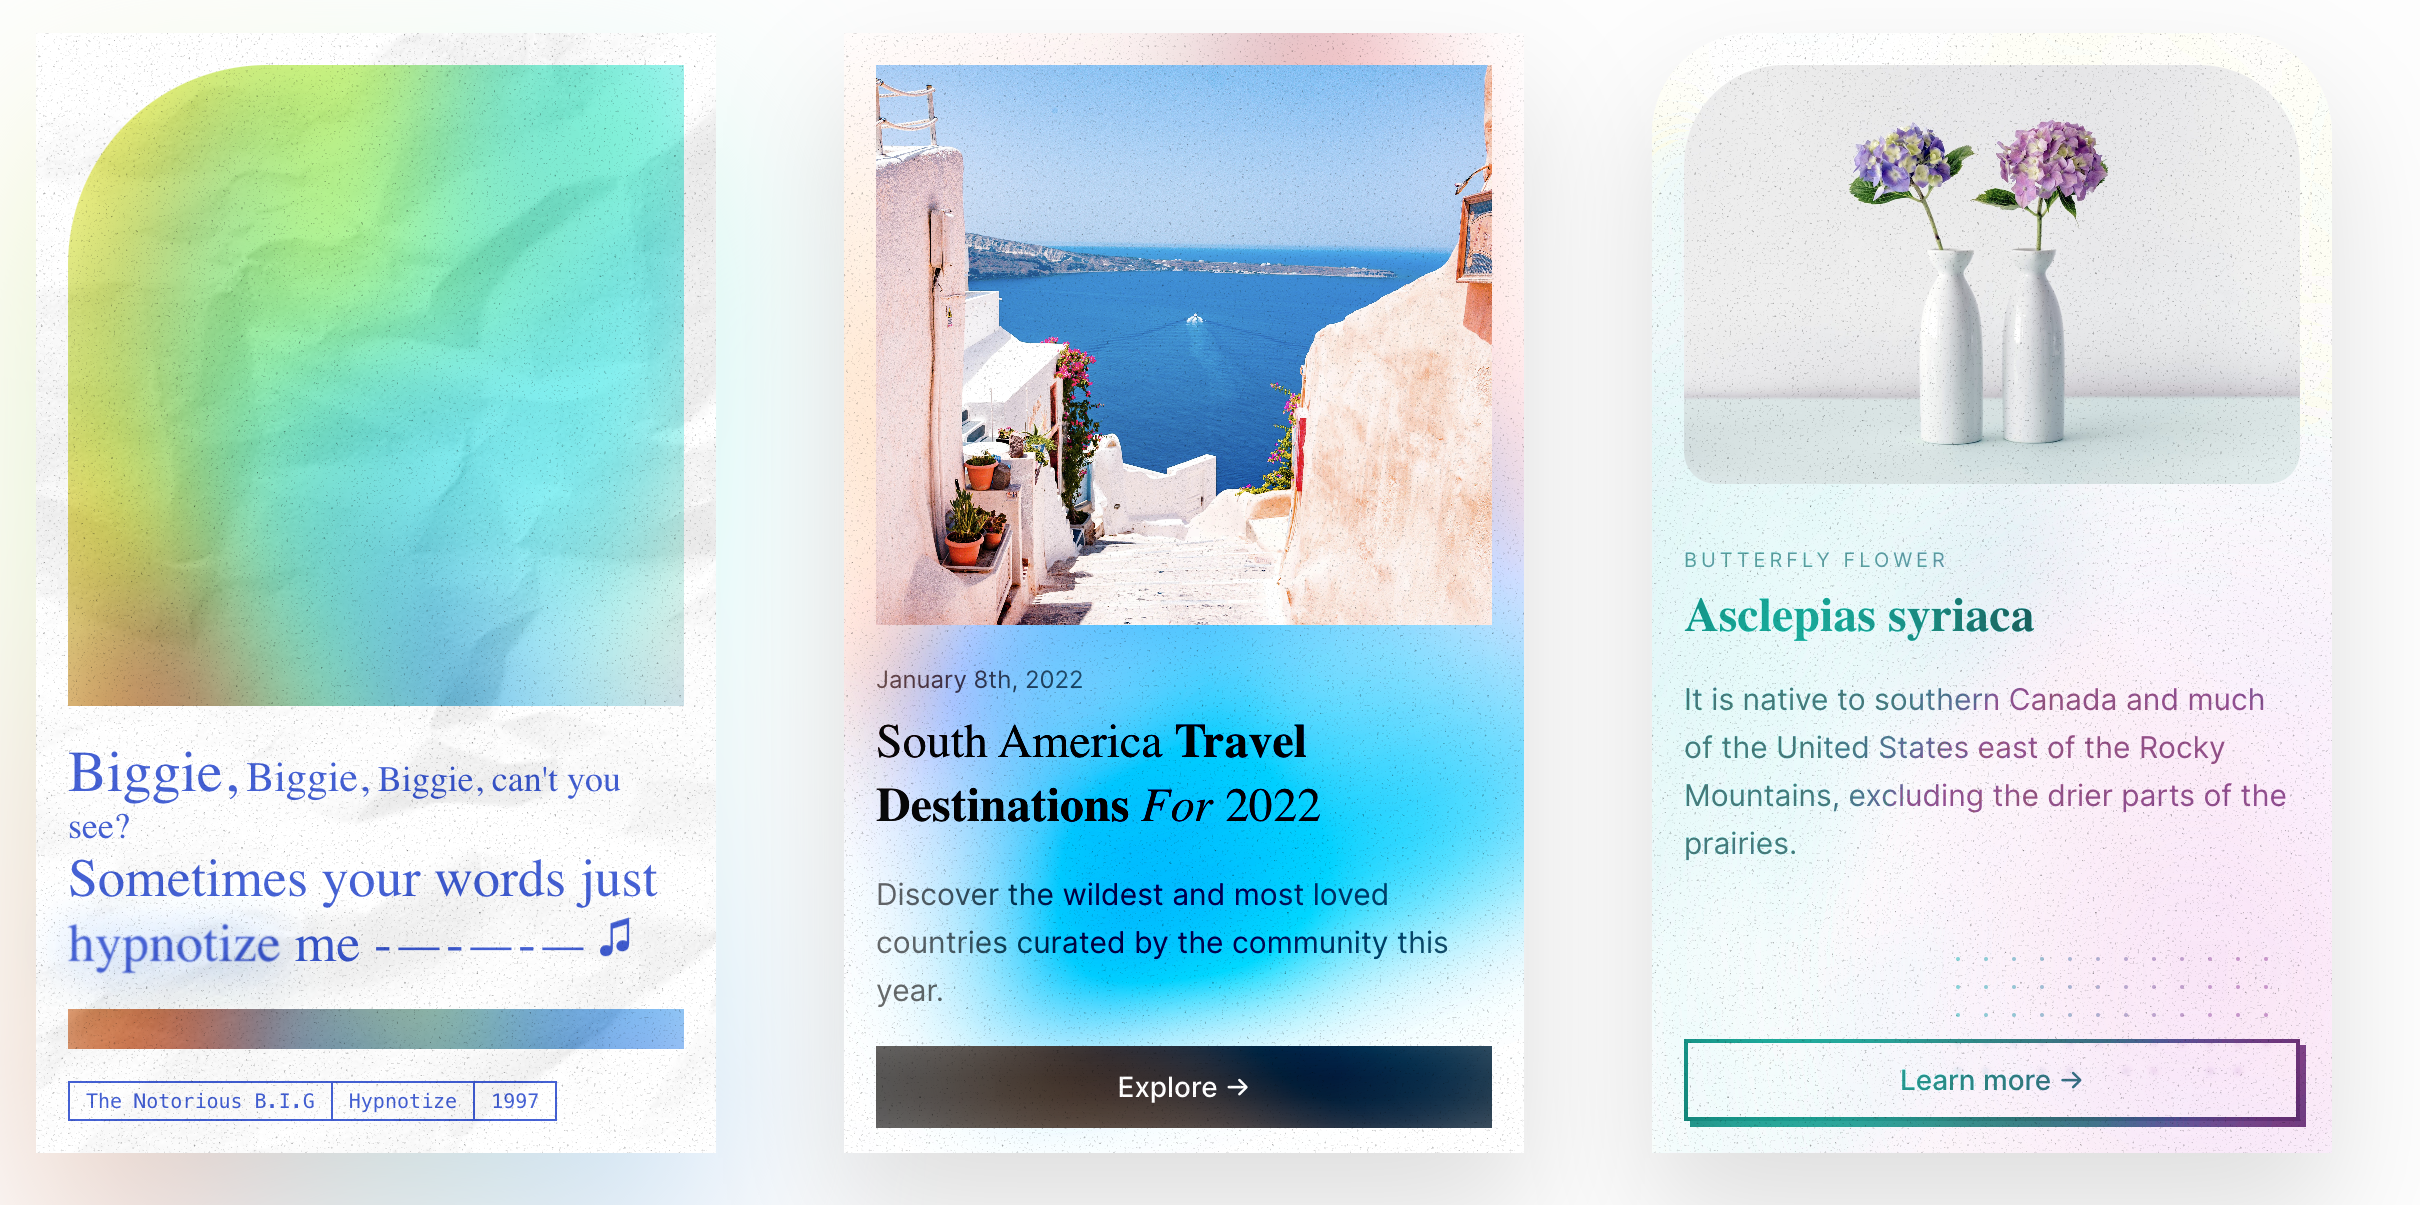 Biggie, Biggie, Biggie, can't you
see?
Sometimes your words just
hypnotize me - — - — - — ♫
The Notorious B.I.G
Hypnotize
1997
January 8th, 2022
South America Travel
Destinations For 2022
Discover the wildest and most loved
countries curated by the community this
year.
Explore →
BUTTERFLY FLOWER
Asclepias syriaca
It is native to southern Canada and much
of the United States east of the Rocky
Mountains, excluding the drier parts of the
prairies.
Learn more →